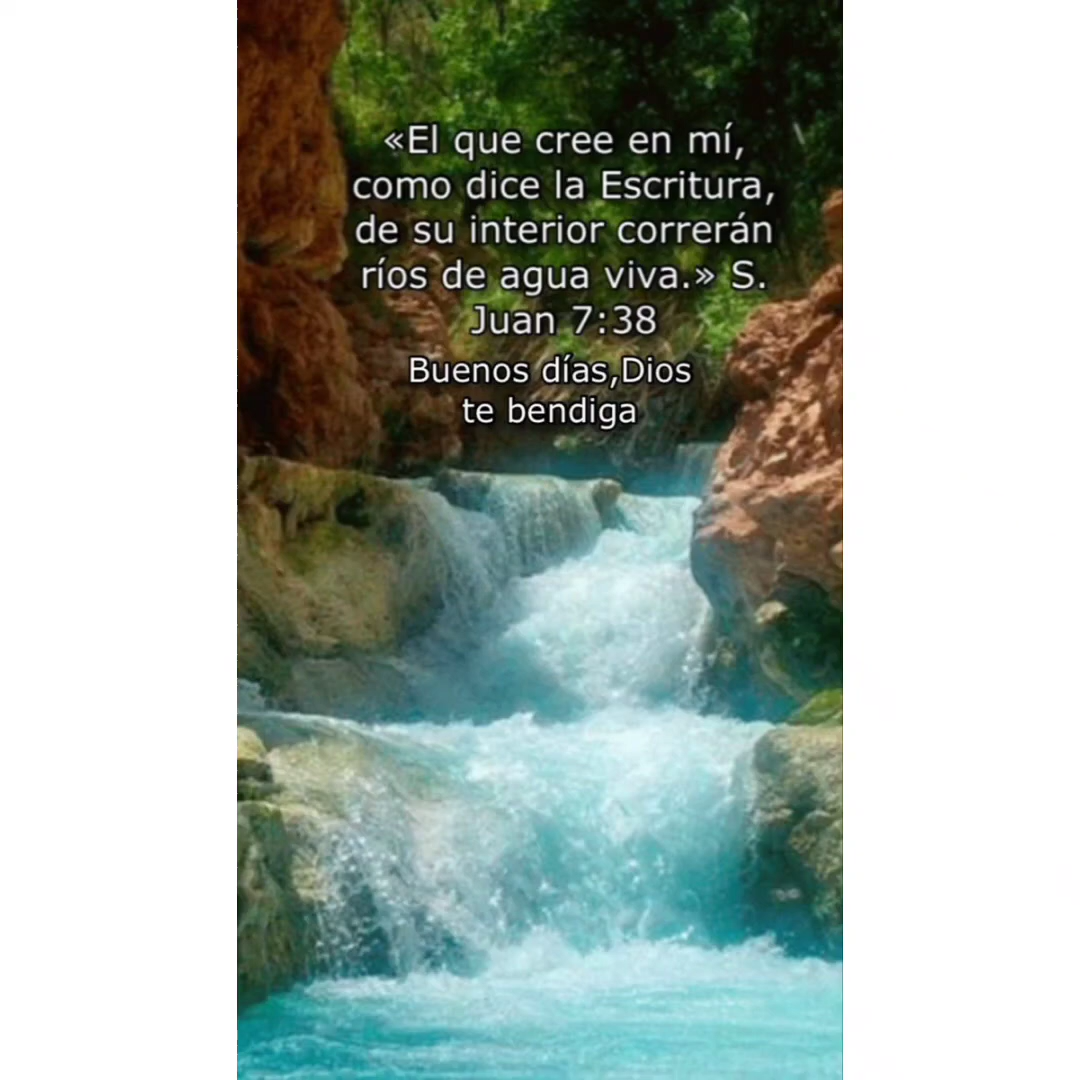 «El que cree en mí,
como dice la Escritura,
de su interior correrán
ríos de agua viva.» S.
Juan 7:38
Buenos días,Dios
te bendiga